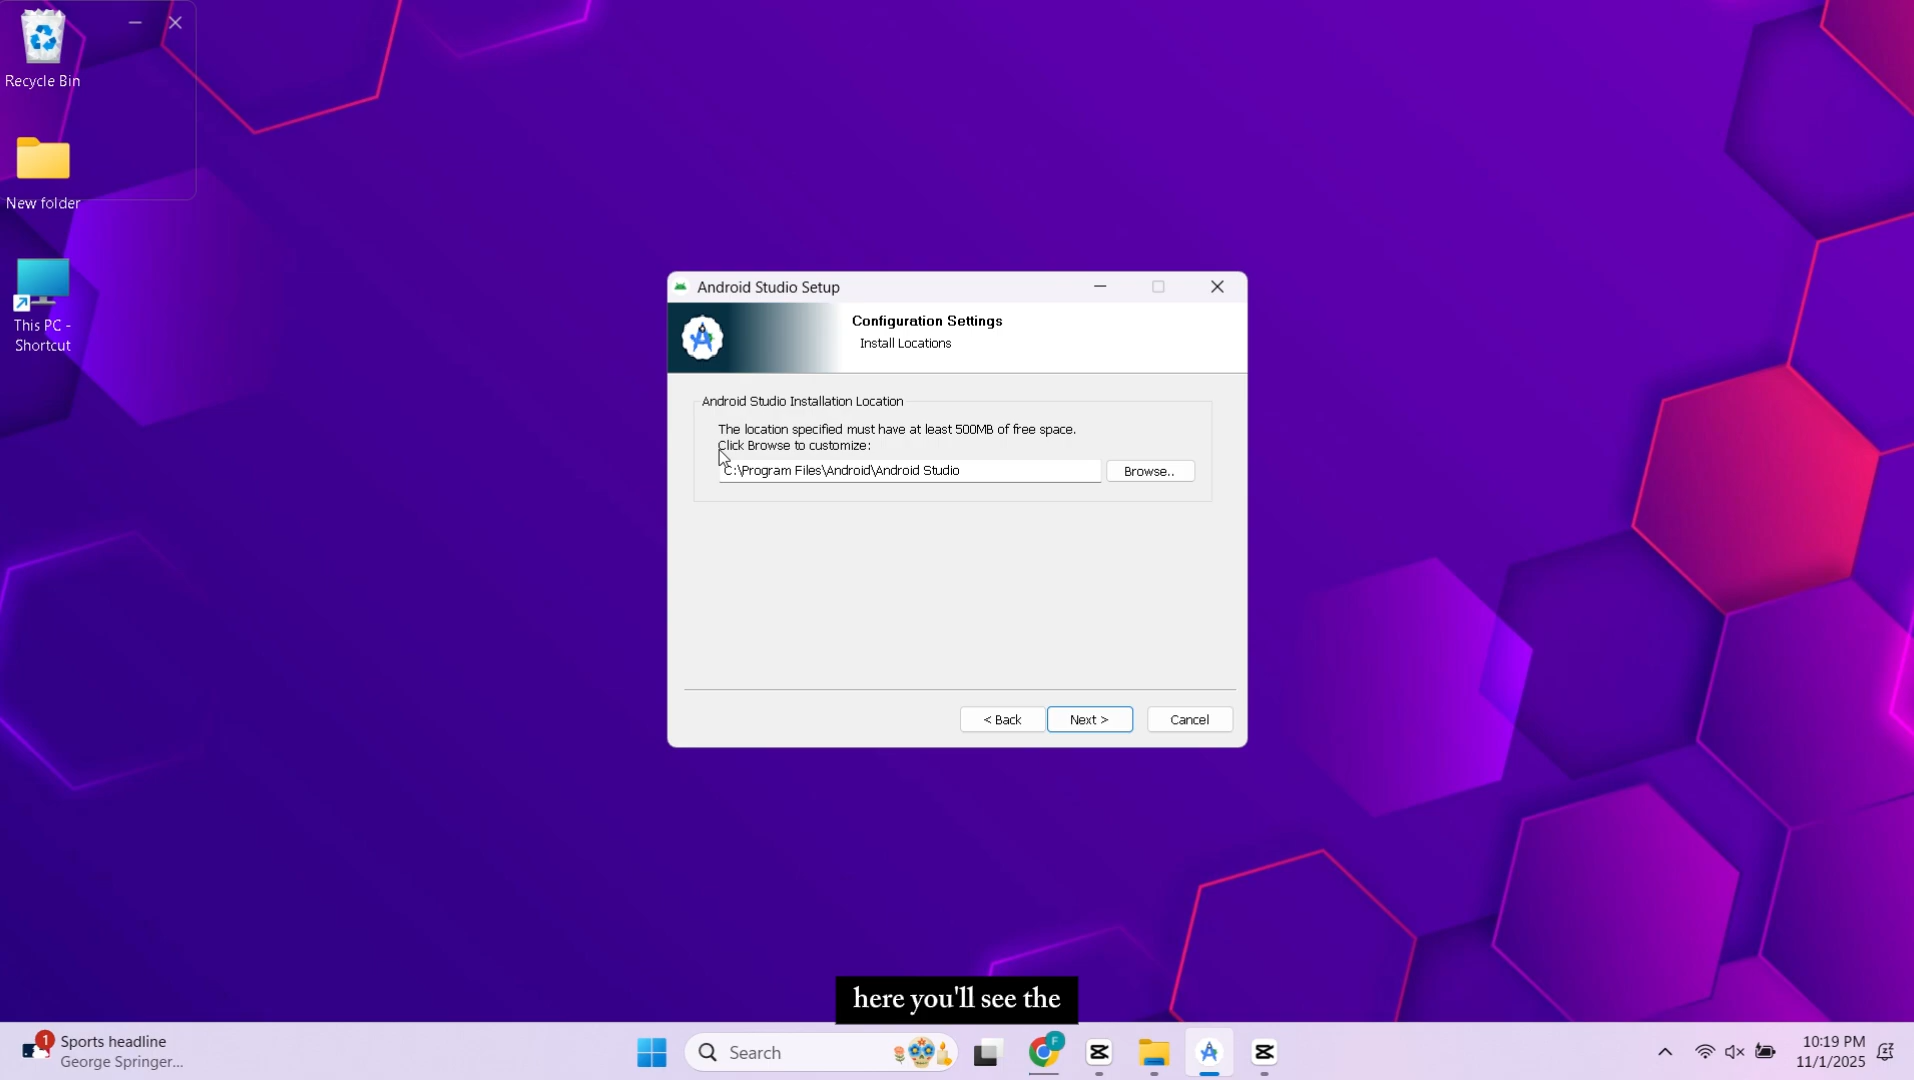 Recycle Bin
New folder
This PC -
Shortcut
Android Studio Setup
Configuration Settings
Install Locations
Android Studio Installation Location
The location specified must have at least 500MB of free space.
Click Browse to customize:
C:\Program Files\Android\Android Studio
Browse..
< Back
Next >
Cancel
here you'll see the
1
Sports headline
George Springer...
Search
F
10:19 PM
11/1/2025